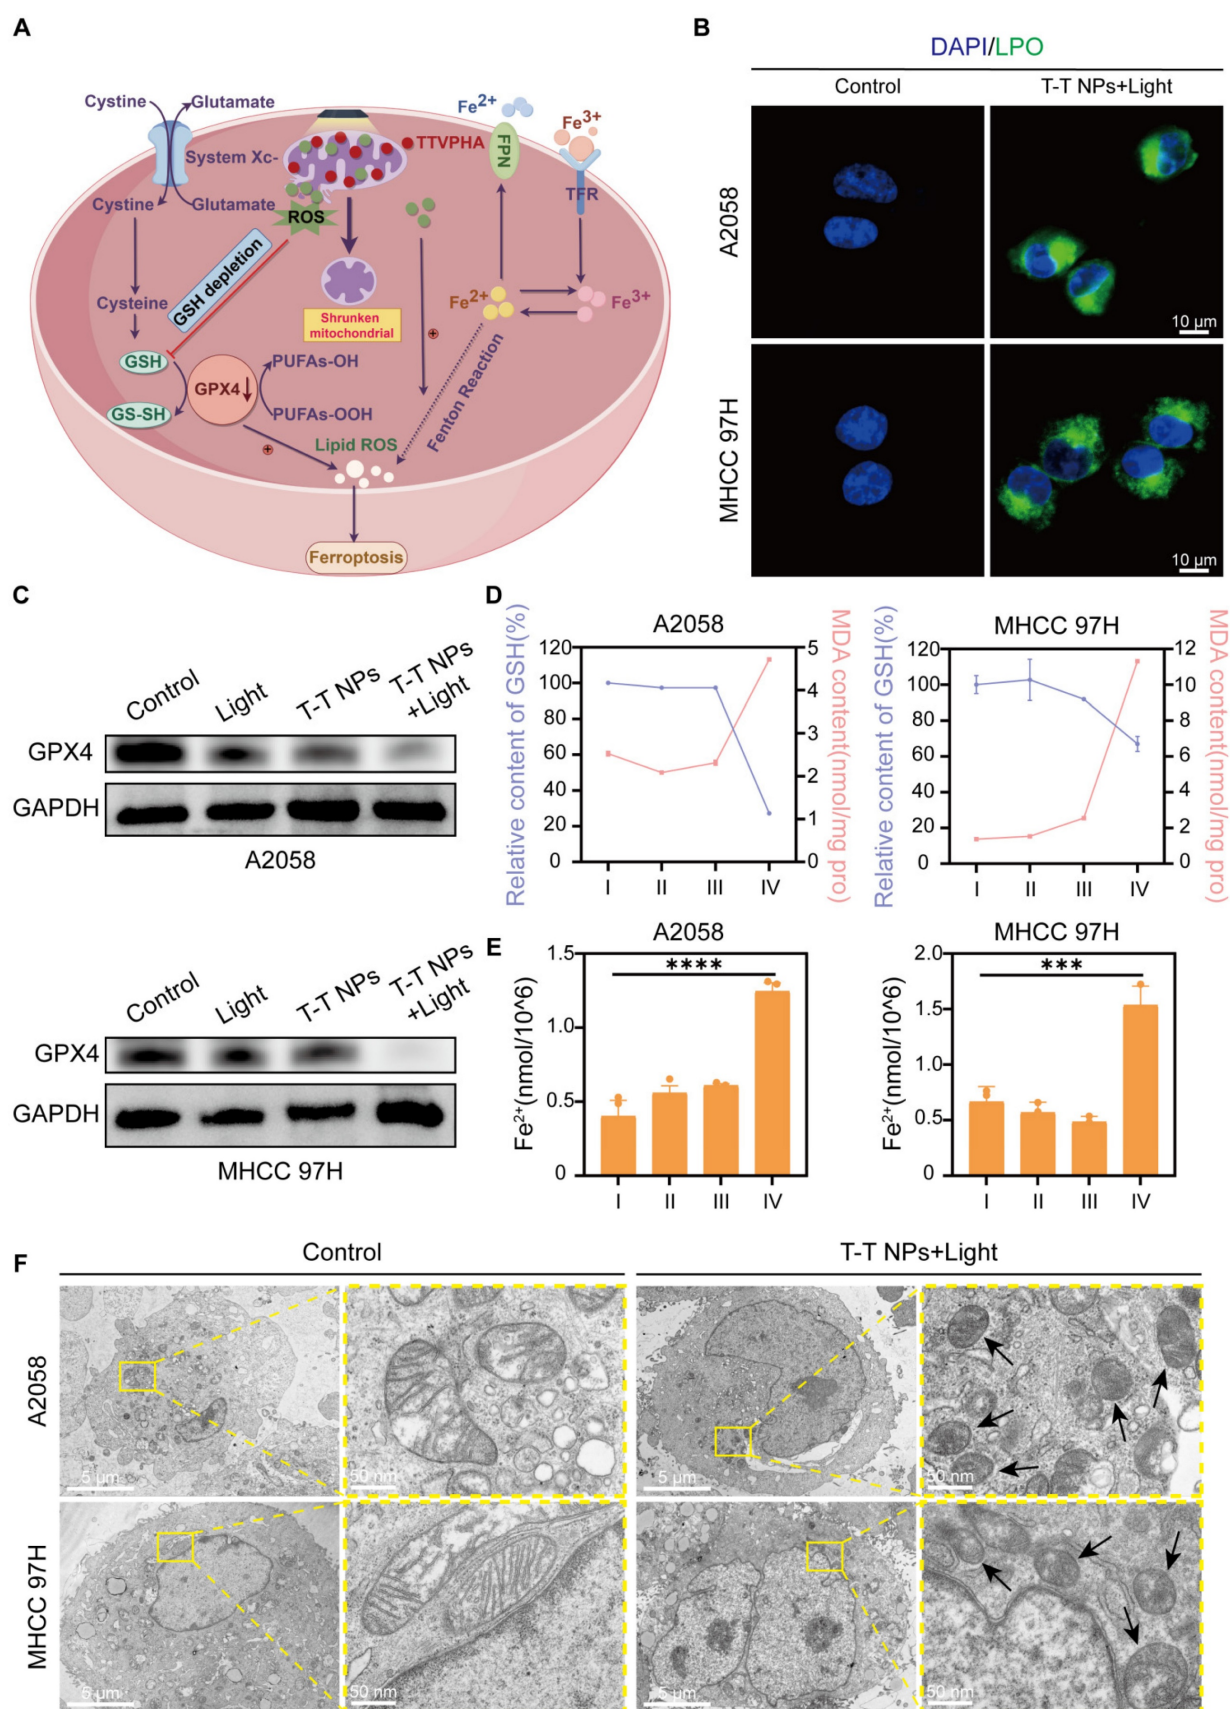 A
Cystine
Glutamate
System Xc-
Cystine
Glutamate
ROS
TTVPHA
Fe2+
FPN
Fe3+
TFR
GSH depletion
Cysteine
Shrunken
mitochondrial
Fe2+
Fe3+
GSH
GS-SH
GPX4
PUFAs-OH
PUFAs-OOH
Fenton Reaction
Lipid ROS
Ferroptosis
B
DAPI/LPO
Control
T-T NPs+Light
A2058
10 µm
MHCC 97H
10 µm
C
Control
Light
T-T NPs
T-T NPs
+Light
GPX4
GAPDH
A2058
Control
Light
T-T NPs
T-T NPs
+Light
GPX4
GAPDH
MHCC 97H
D
A2058
Relative content of GSH(%)
120
100
80
60
40
20
0
5
4
3
2
1
0
MDA content(nmol/mg pro)
I II III IV
MHCC 97H
Relative content of GSH(%)
120
100
80
60
40
20
0
12
10
8
6
4
2
0
MDA content(nmol/mg pro)
I II III IV
E
A2058
Fe2+(nmol/10^6)
1.5
1.0
0.5
0
****
I II III IV
MHCC 97H
Fe2+(nmol/10^6)
2.0
1.5
1.0
0.5
0
***
I II III IV
F
Control
T-T NPs+Light
A2058
5 µm
50 nm
5 µm
50 nm
MHCC 97H
5 µm
50 nm
5 µm
50 nm